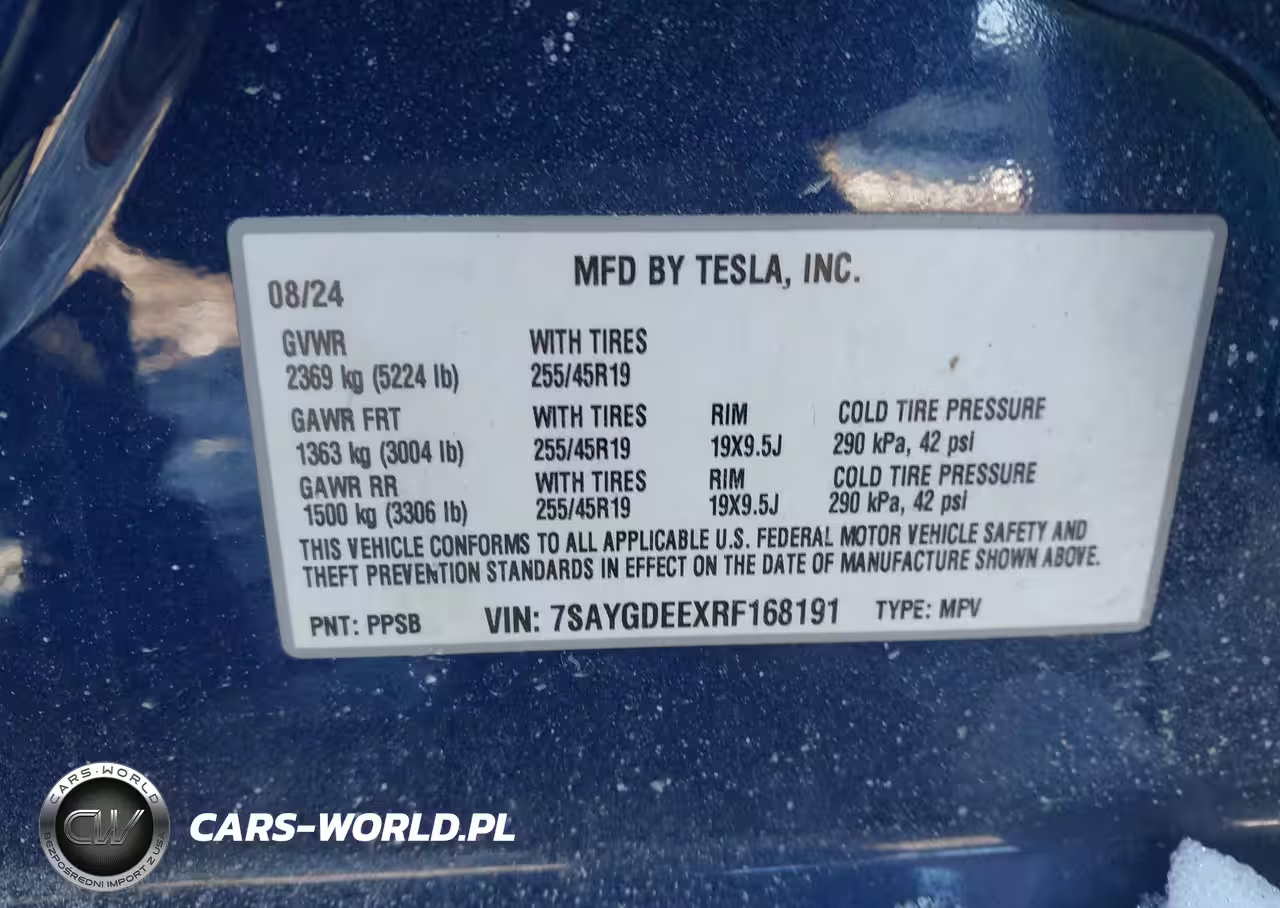 MFD BY TESLA, INC.
08/24
GVWR WITH TIRES
2369 kg (5224 lb) 255/45R19
GAWR FRT WITH TIRES RIM COLD TIRE PRESSURE
1363 kg (3004 lb) 255/45R19 19X9.5J 290 kPa, 42 psi
GAWR RR WITH TIRES RIM COLD TIRE PRESSURE
1500 kg (3306 lb) 255/45R19 19X9.5J 290 kPa, 42 psi
THIS VEHICLE CONFORMS TO ALL APPLICABLE U.S. FEDERAL MOTOR VEHICLE SAFETY AND
THEFT PREVENTION STANDARDS IN EFFECT ON THE DATE OF MANUFACTURE SHOWN ABOVE.
PNT: PPSB VIN: 7SAYGDEEXRF168191 TYPE: MPV
CARS-WORLD
CW
BEZPOŚREDNI IMPORT Z USA
CARS-WORLD.PL